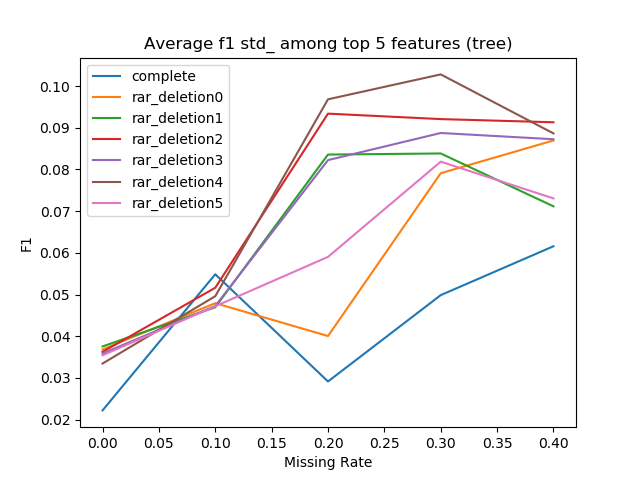 Average f1 std_ among top 5 features (tree)
complete
rar_deletion0
rar_deletion1
rar_deletion2
rar_deletion3
rar_deletion4
rar_deletion5
0.10
0.09
0.08
0.07
0.06
0.05
0.04
0.03
0.02
F1
0.00 0.05 0.10 0.15 0.20 0.25 0.30 0.35 0.40
Missing Rate